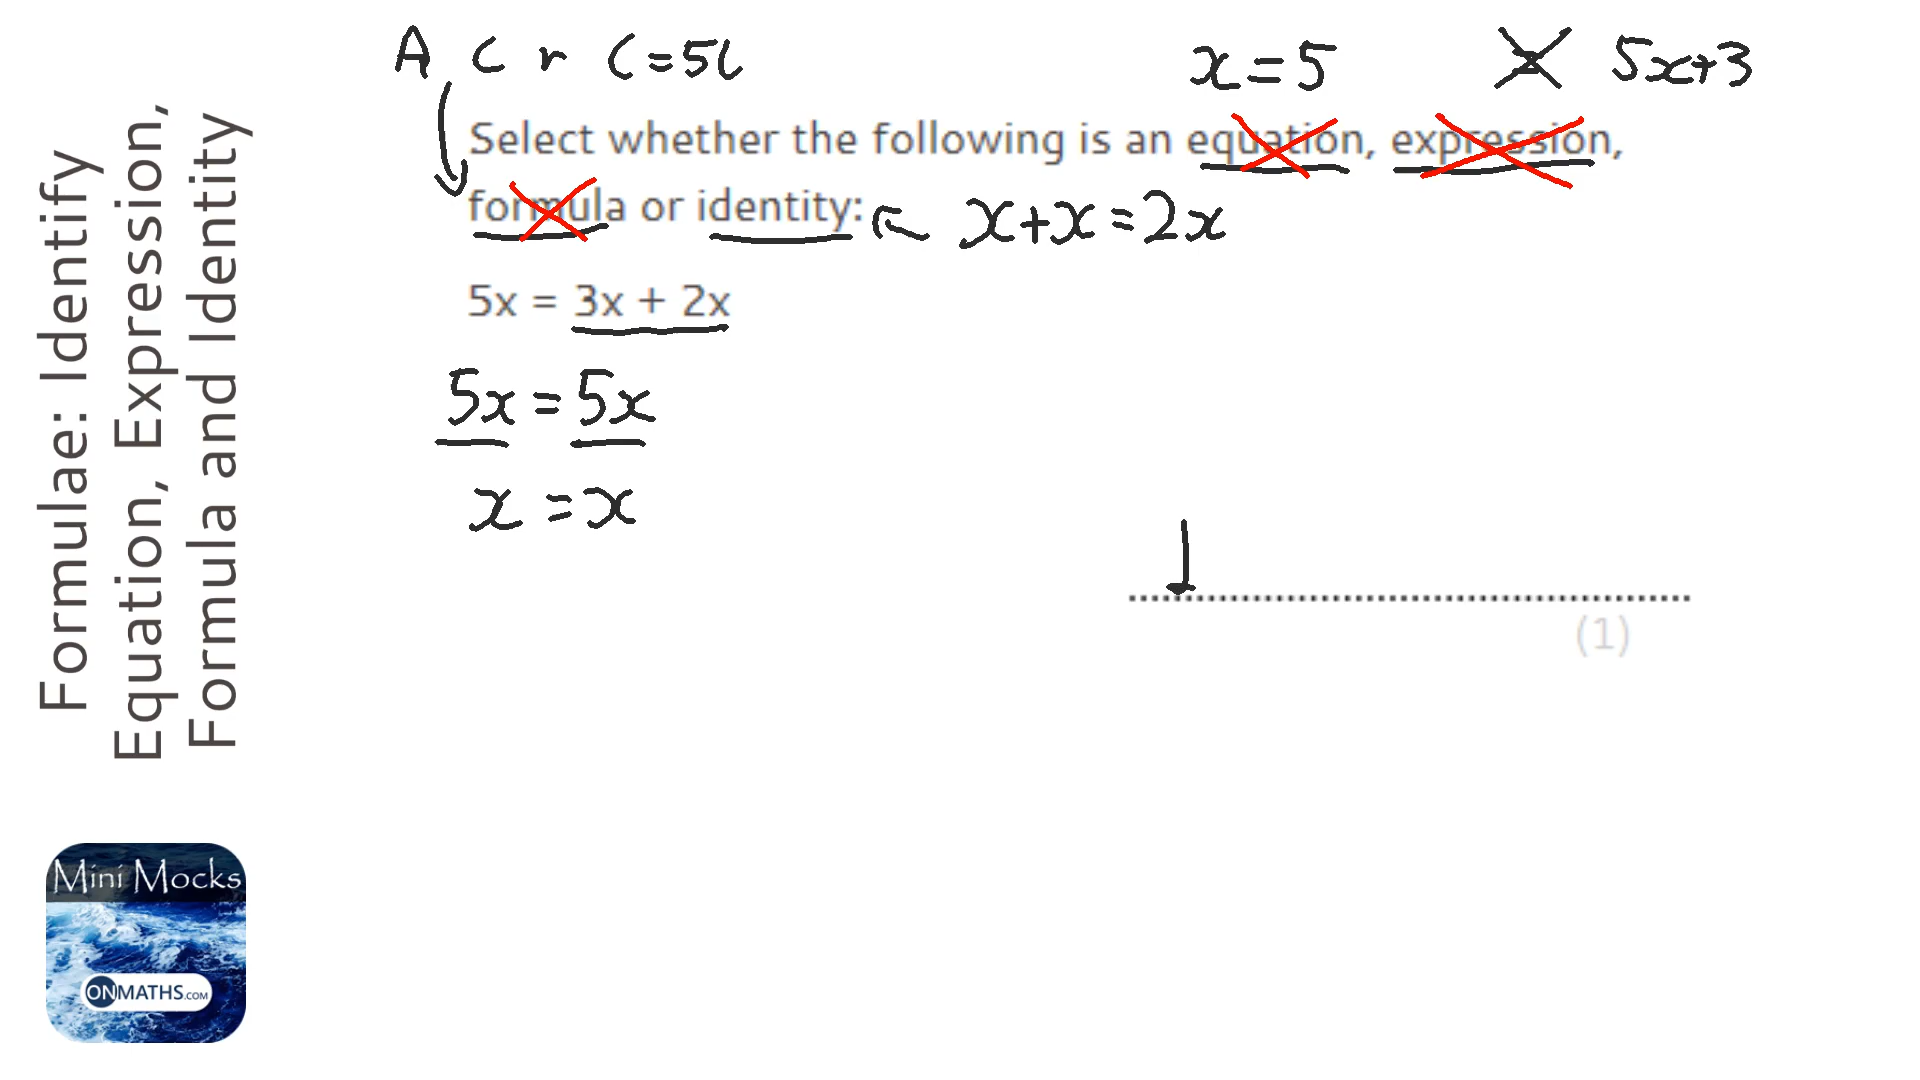 Formulae: Identify
Equation, Expression,
Formula and Identity
A C r C=5l
x=5
= 5x+3
Select whether the following is an equation, expression,
formula or identity:
x+x=2x
5x = 3x + 2x
5x = 5x
x = x
I
(1)
Mini Mocks
ONMATHS.COM